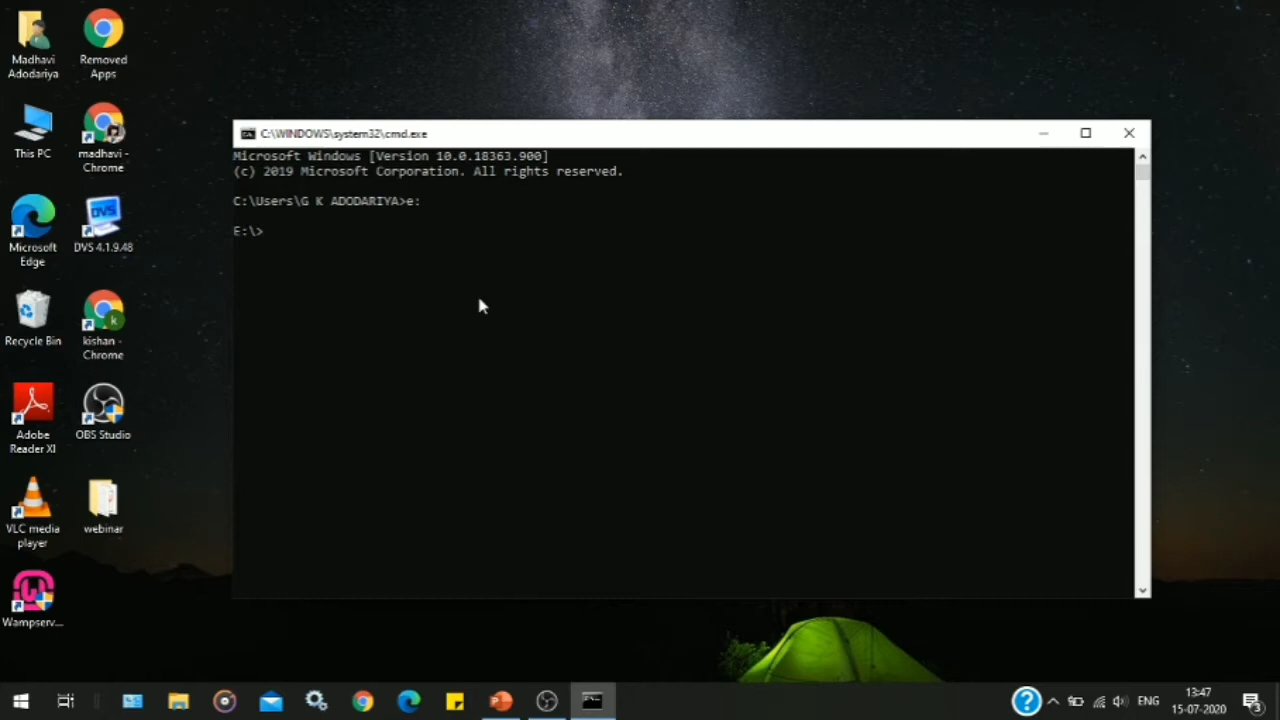 Madhavi
Adodariya
Removed
Apps
This PC
madhavi -
Chrome
Microsoft
Edge
DVS
DVS 4.1.9.48
Recycle Bin
k
kishan -
Chrome
Adobe
Reader XI
OBS Studio
VLC media
player
webinar
Wampserv...
C:\WINDOWS\system32\cmd.exe
Microsoft Windows [Version 10.0.18363.900]
(c) 2019 Microsoft Corporation. All rights reserved.
C:\Users\G K ADODARIYA>e:
E:\>
ENG
13:47
15-07-2020
3